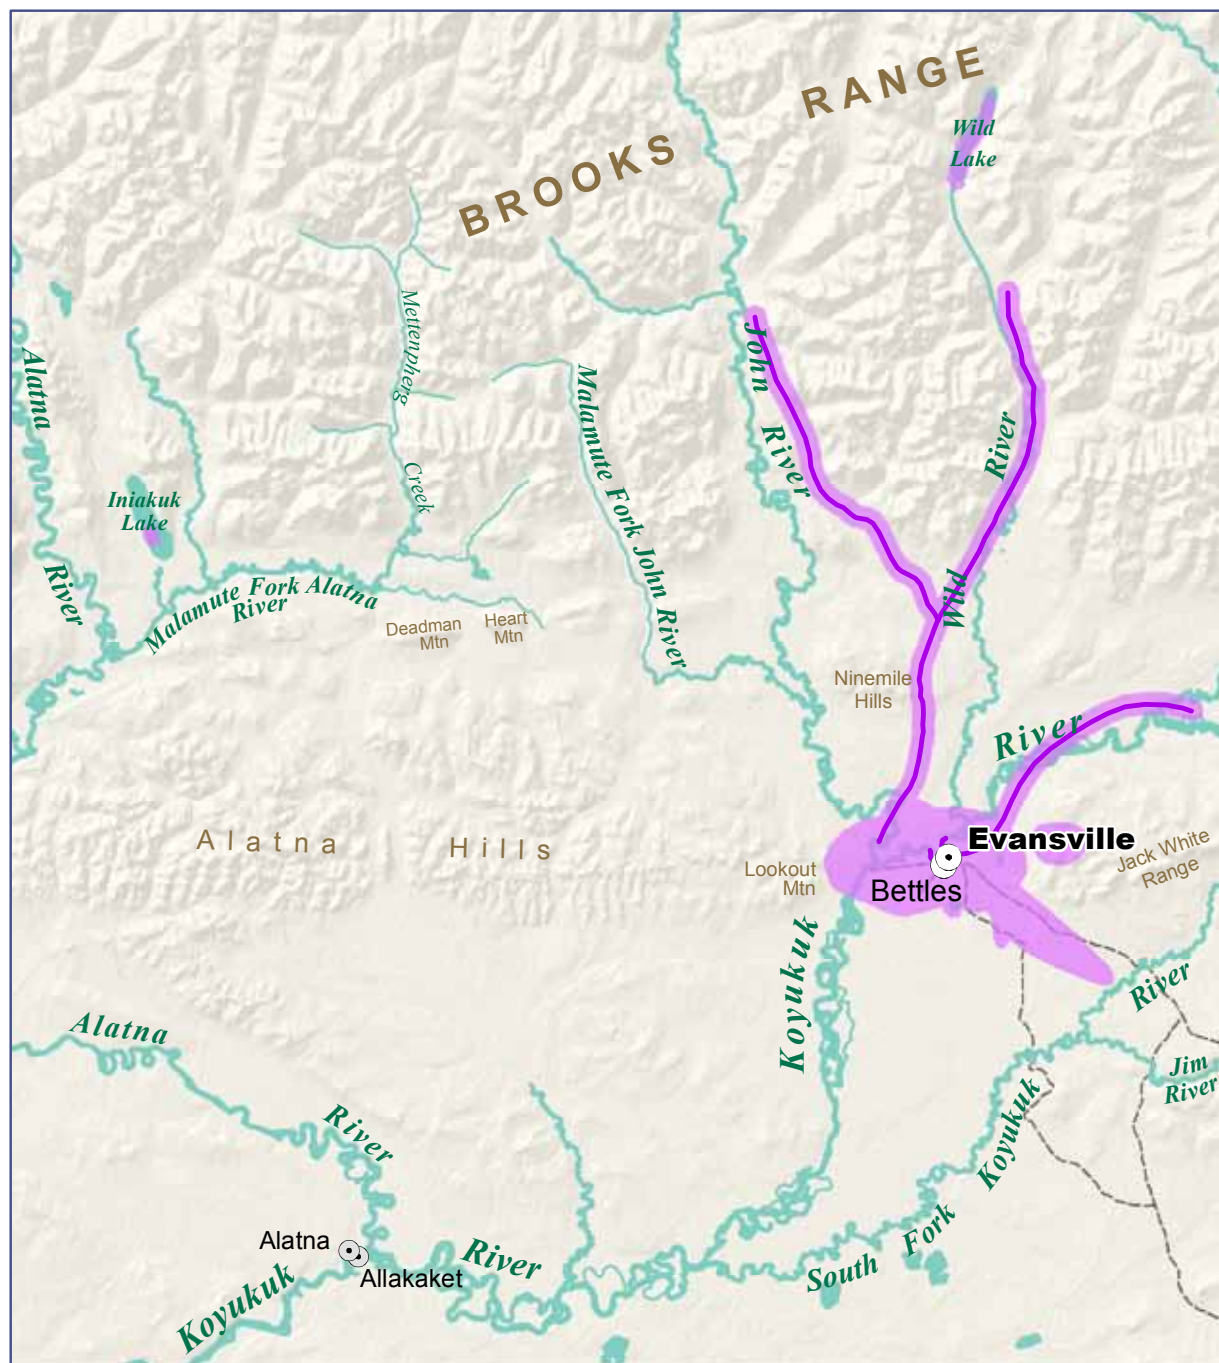 BROOKS RANGE
Wild
Lake
Mettenpherg
Creek
John
River
Malamute Fork John River
Alatna
River
Iniakuk
Lake
River
Wild
Malamute Fork Alatna
River
Deadman
Mtn
Heart
Mtn
Ninemile
Hills
River
Alatna Hills
Evansville
Lookout
Mtn
Bettles
Jack White
Range
Koyukuk
River
Alatna
River
Jim
River
Koyukuk
Fork
South
Alatna
Allakaket
River
Koyukuk